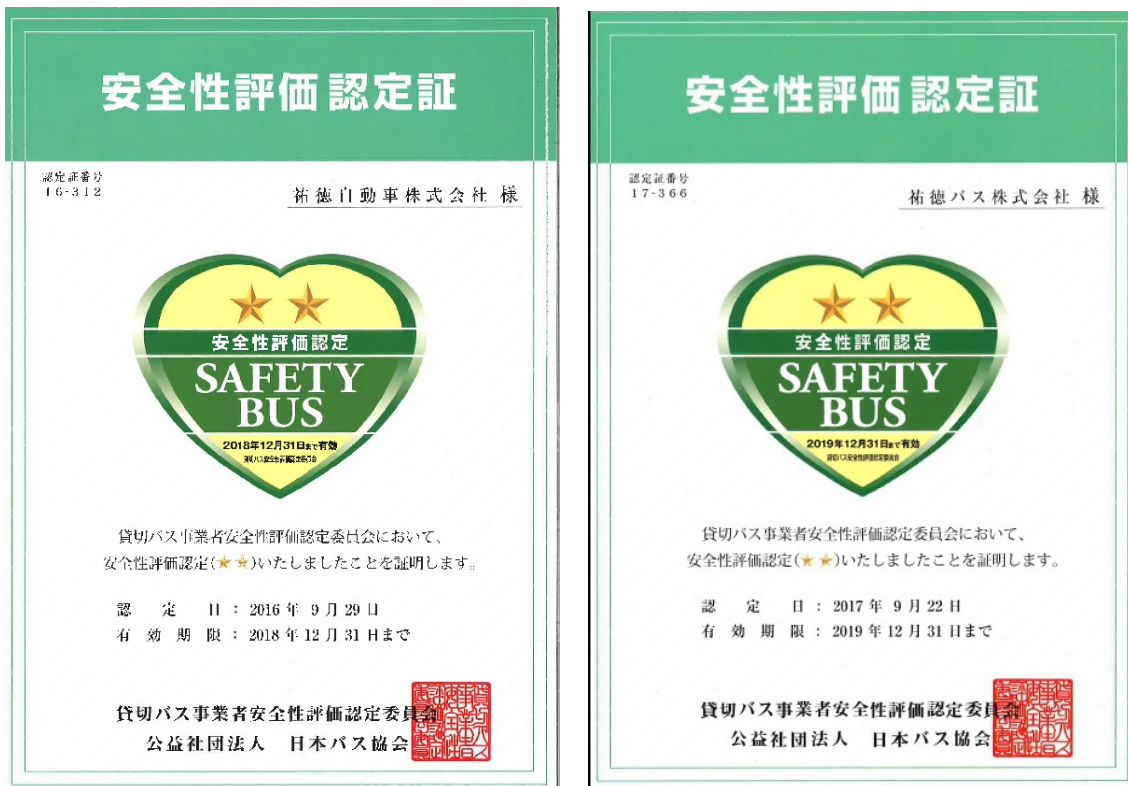 安全性評価 認定証
認定証番号
16-312
祐徳自動車株式会社 様
安全性評価認定
SAFETY
BUS
2018年12月31日まで有効
貸切バス安全性評価認定委員会
貸切バス事業者安全性評価認定委員会において、
安全性評価認定(★★)いたしましたことを証明します。
認定日：2016年9月29日
有効期限：2018年12月31日まで
貸切バス事業者安全性評価認定委員会
公益社団法人 日本バス協会
安全性評価 認定証
認定証番号
17-366
祐徳バス株式会社 様
安全性評価認定
SAFETY
BUS
2019年12月31日まで有効
貸切バス安全性評価認定委員会
貸切バス事業者安全性評価認定委員会において、
安全性評価認定(★★)いたしましたことを証明します。
認定日：2017年9月22日
有効期限：2019年12月31日まで
貸切バス事業者安全性評価認定委員会
公益社団法人 日本バス協会